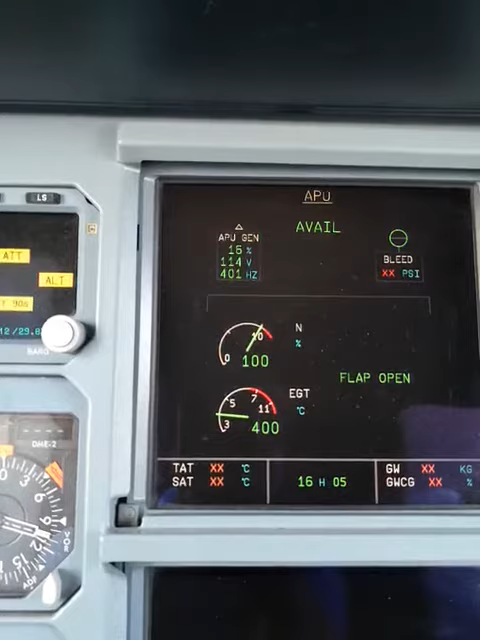 APU
AVAIL
APU GEN
15 %
114 V
401 HZ
BLEED
XX PSI
LS
ATT
ALT
BARO
N
%
0
10
100
FLAP OPEN
EGT
°C
3
5
7
11
400
DME-2
VOR
ADF
TAT XX °C
SAT XX °C
16 H 05
GW XX KG
GWCG XX %